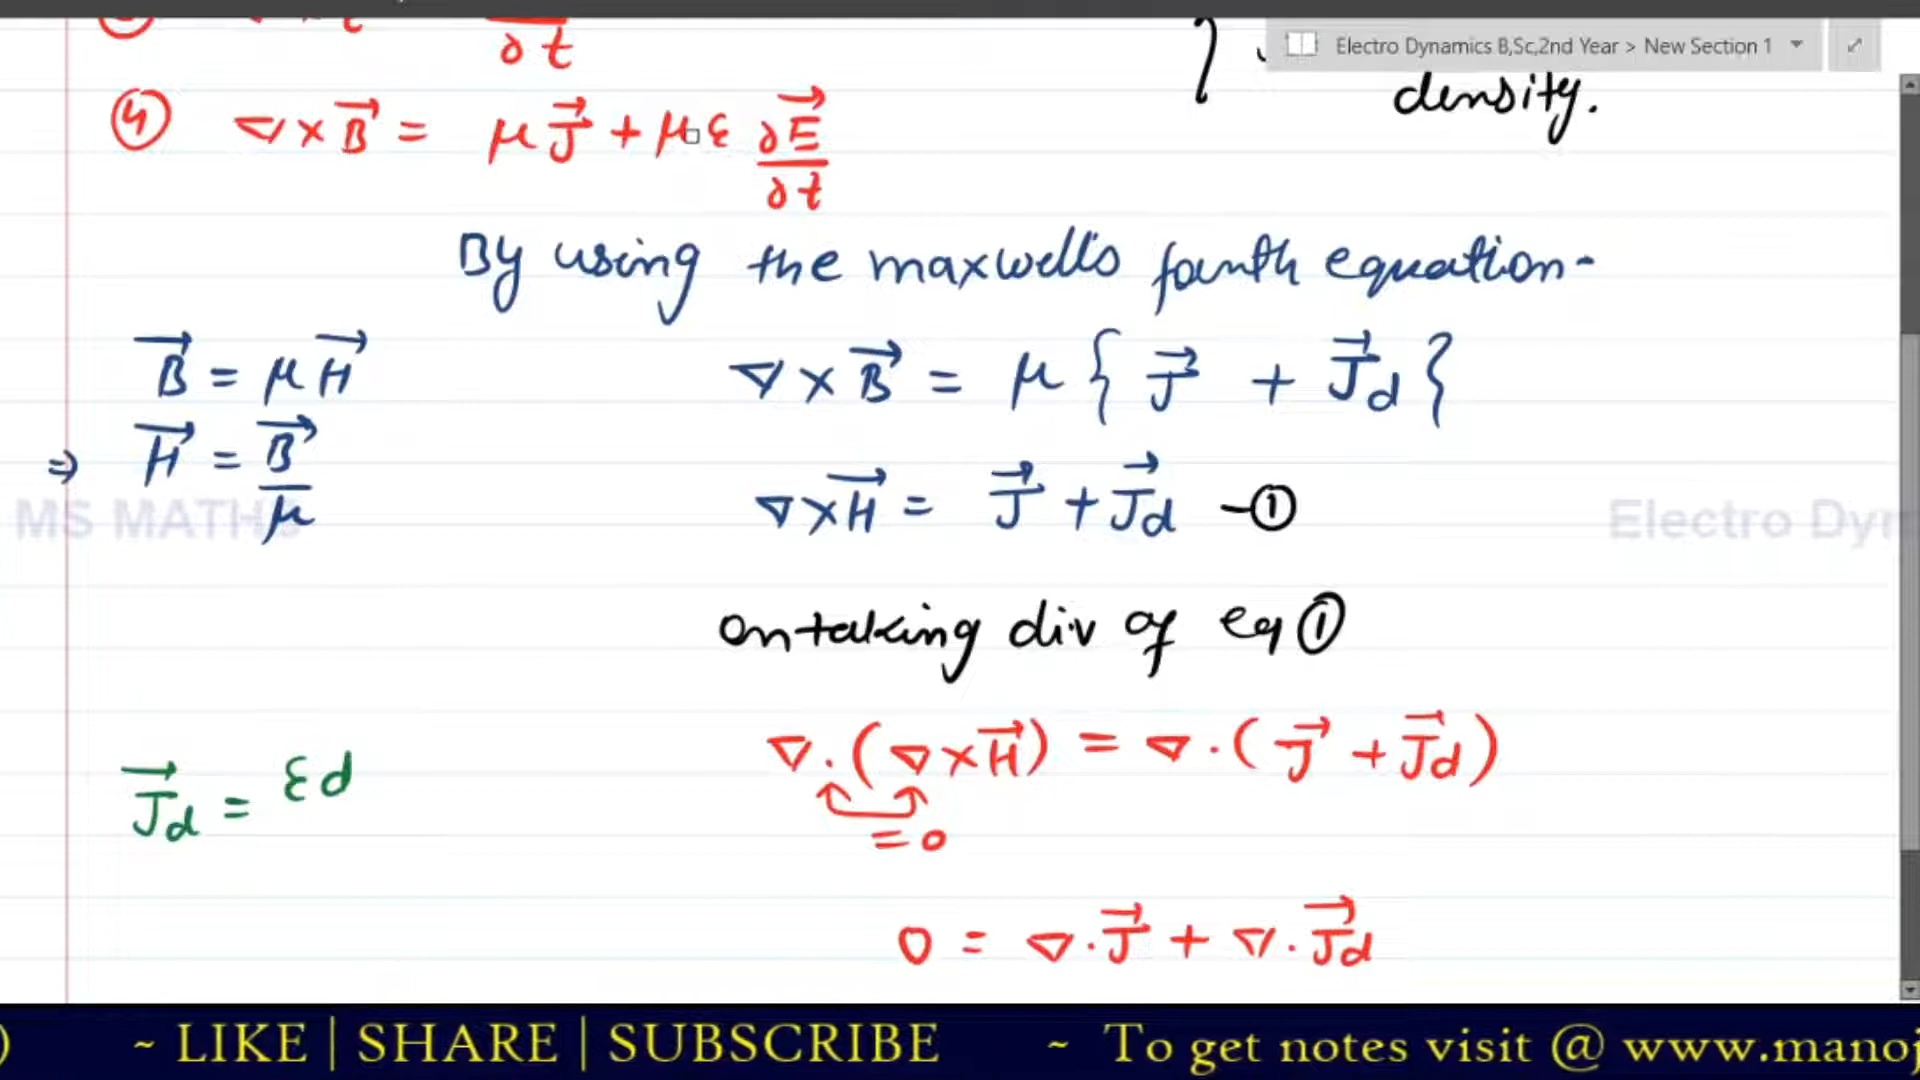 Electro Dynamics B,Sc,2nd Year > New Section 1
∂t
density.
④ ∇×B⃗ = μJ⃗ + με ∂E⃗/∂t
By using the maxwells fourth equation-
B⃗ = μH⃗
∇×B⃗ = μ{ J⃗ + J⃗d }
⇒ H⃗ = B⃗/μ
∇×H⃗ = J⃗ + J⃗d -①
MS MATHS
Electro Dyn
on taking div of eq ①
∇.(∇×H⃗) = ∇.(J⃗ + J⃗d)
= 0
J⃗d = εd
0 = ∇.J⃗ + ∇.J⃗d
) ~ LIKE | SHARE | SUBSCRIBE ~ To get notes visit @ www.manoj